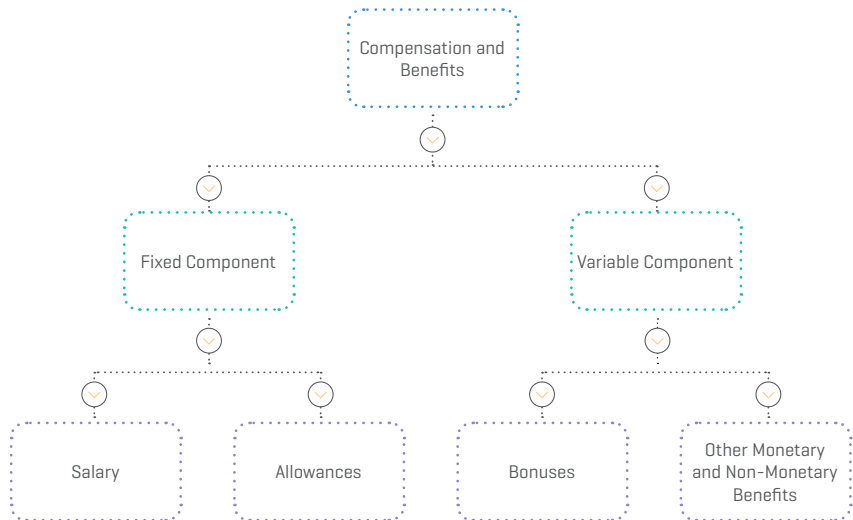 Compensation and
Benefits
Fixed Component
Variable Component
Salary
Allowances
Bonuses
Other Monetary
and Non-Monetary
Benefits